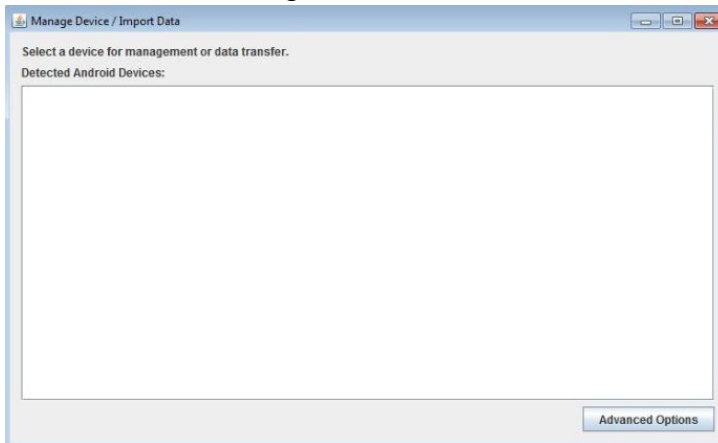 Manage Device / Import Data
Select a device for management or data transfer.
Detected Android Devices:
Advanced Options